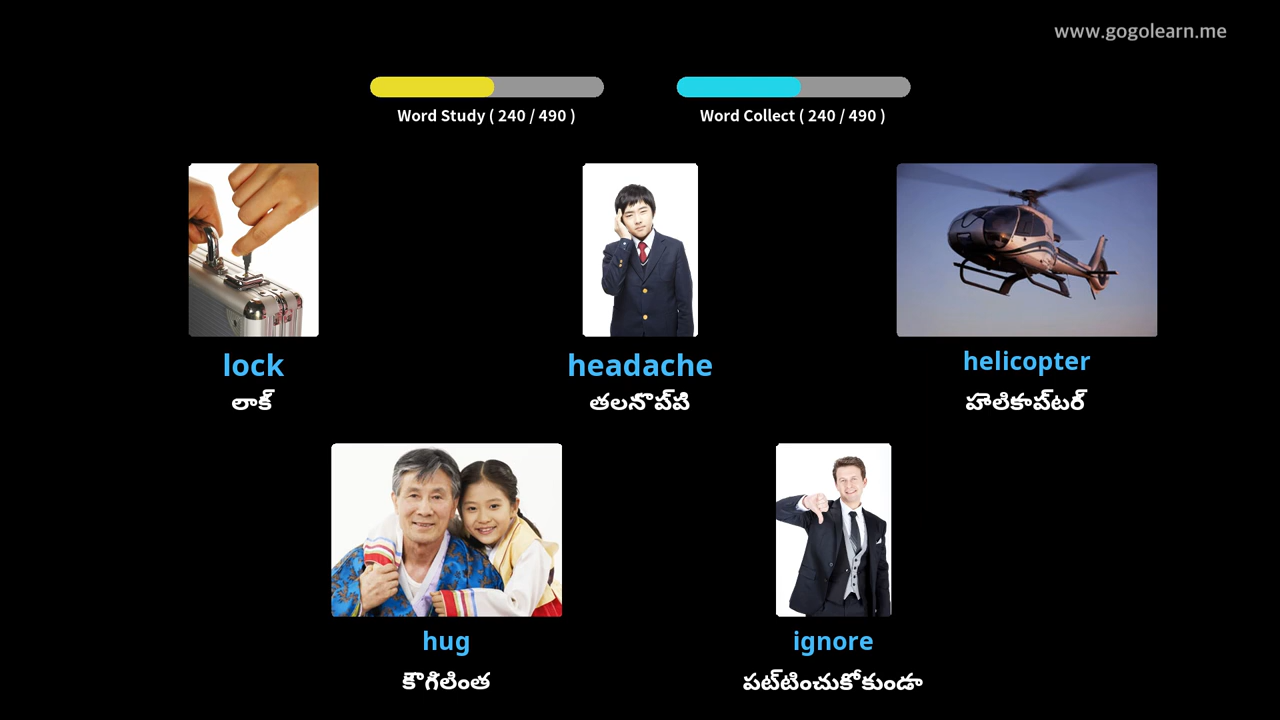 www.gogolearn.me
Word Study ( 240 / 490 )
Word Collect ( 240 / 490 )
lock
లాక్
headache
తలనొప్పి
helicopter
హెలికాప్టర్
hug
కౌగిలింత
ignore
పట్టించుకోకుండా